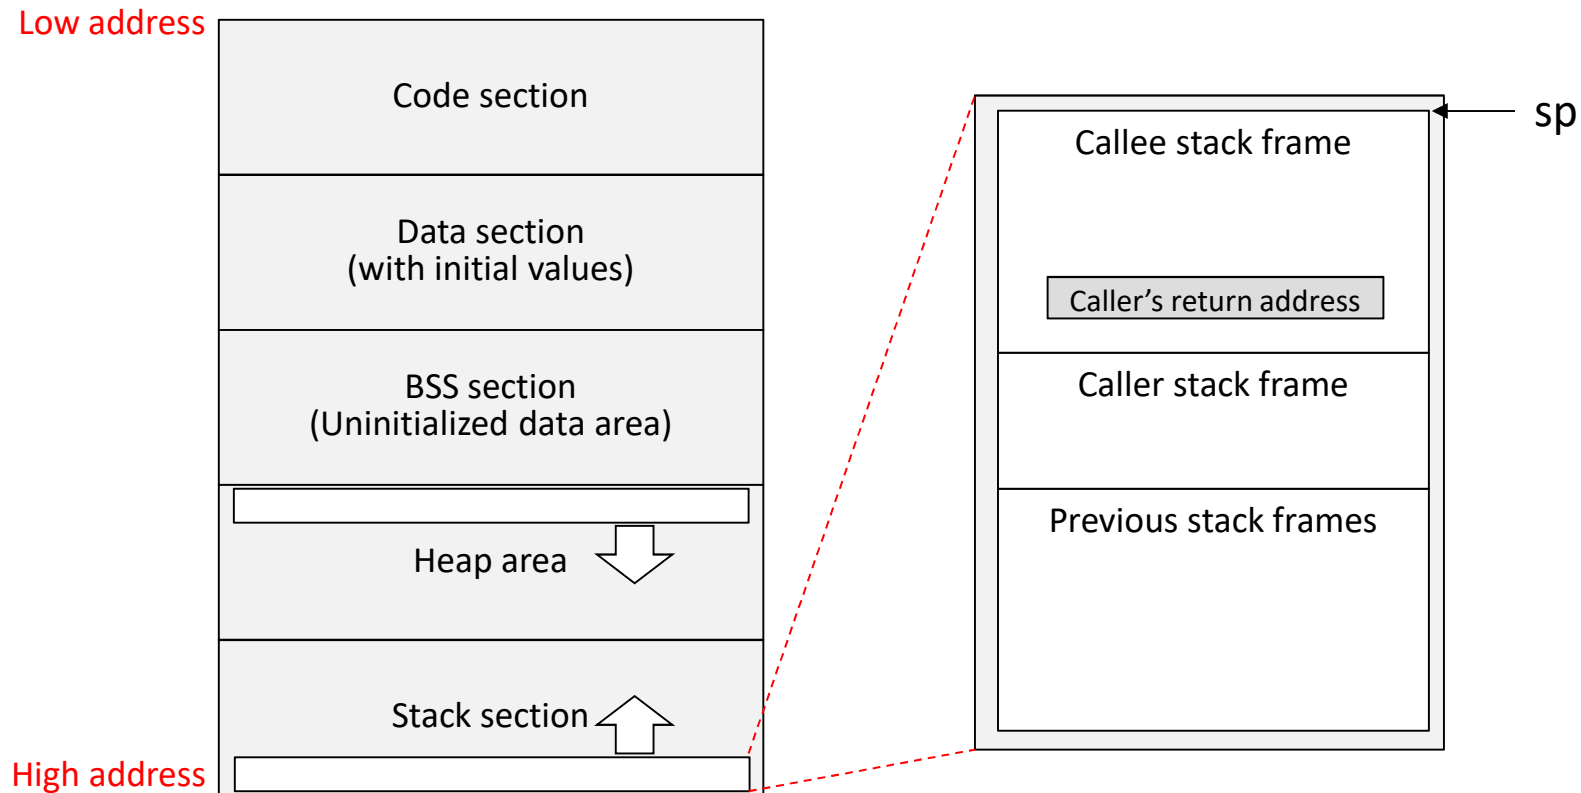 Low address
Code section
Data section
(with initial values)
BSS section
(Uninitialized data area)
Heap area
Stack section
High address
sp
Callee stack frame
Caller’s return address
Caller stack frame
Previous stack frames